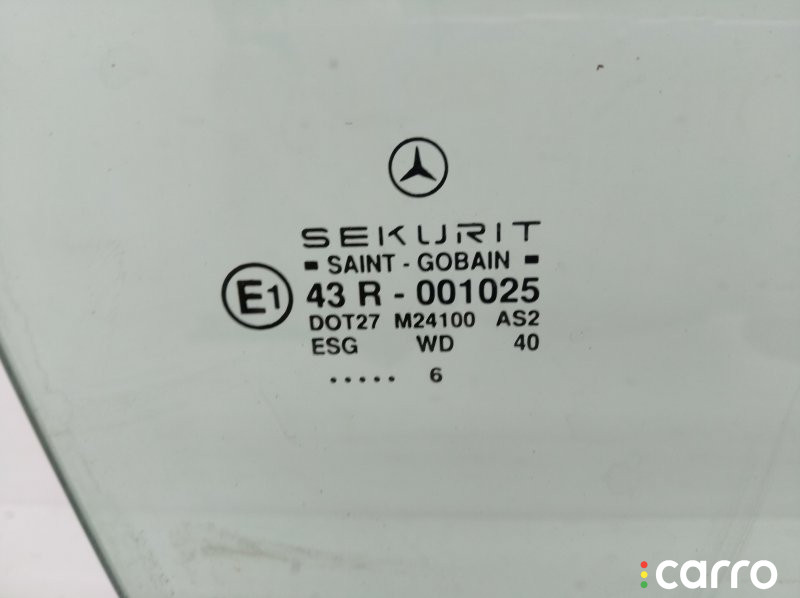 SEKURIT
- SAINT - GOBAIN -
E1 43 R - 001025
DOT27 M24100 AS2
ESG WD 40
..... 6
carro